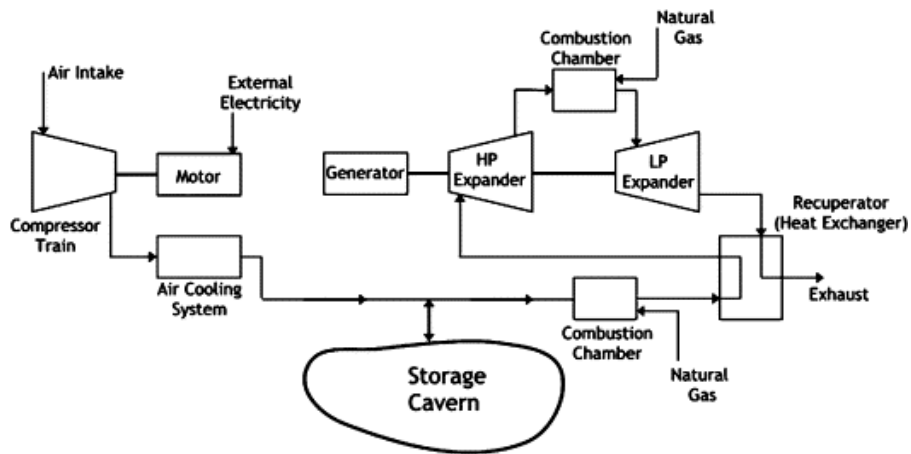 Natural
Gas
Combustion
Chamber
Air Intake
External
Electricity
Motor
Generator
HP
Expander
LP
Expander
Compressor
Train
Recuperator
(Heat Exchanger)
Air Cooling
System
Exhaust
Combustion
Chamber
Natural
Gas
Storage
Cavern